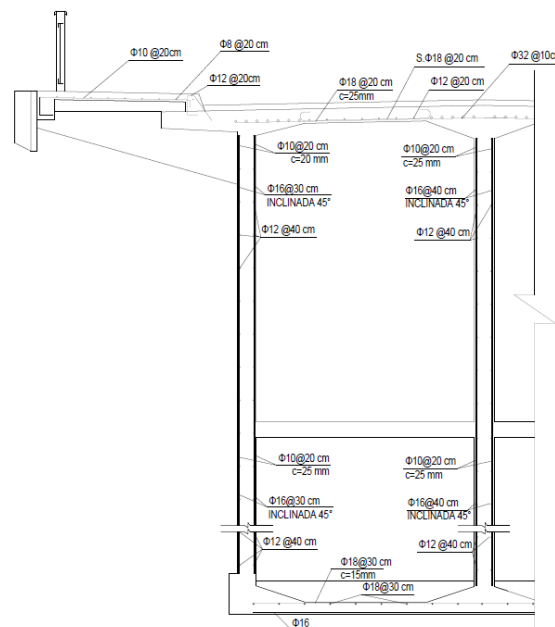 Φ10 @20cm
Φ8 @20 cm
Φ12 @20cm
Φ18 @20 cm
c=25mm
S.Φ18 @20 cm
Φ12 @20 cm
Φ32 @10c
Φ10@20 cm
c=20 mm
Φ10@20 cm
c=25 mm
Φ16@30 cm
INCLINADA 45°
Φ16@40 cm
INCLINADA 45°
Φ12 @40 cm
Φ12 @40 cm
Φ10@20 cm
c=25 mm
Φ10@20 cm
c=25 mm
Φ16@30 cm
INCLINADA 45°
Φ16@40 cm
INCLINADA 45°
Φ12 @40 cm
Φ12 @40 cm
Φ18@30 cm
c=15mm
Φ18@30 cm
Φ16